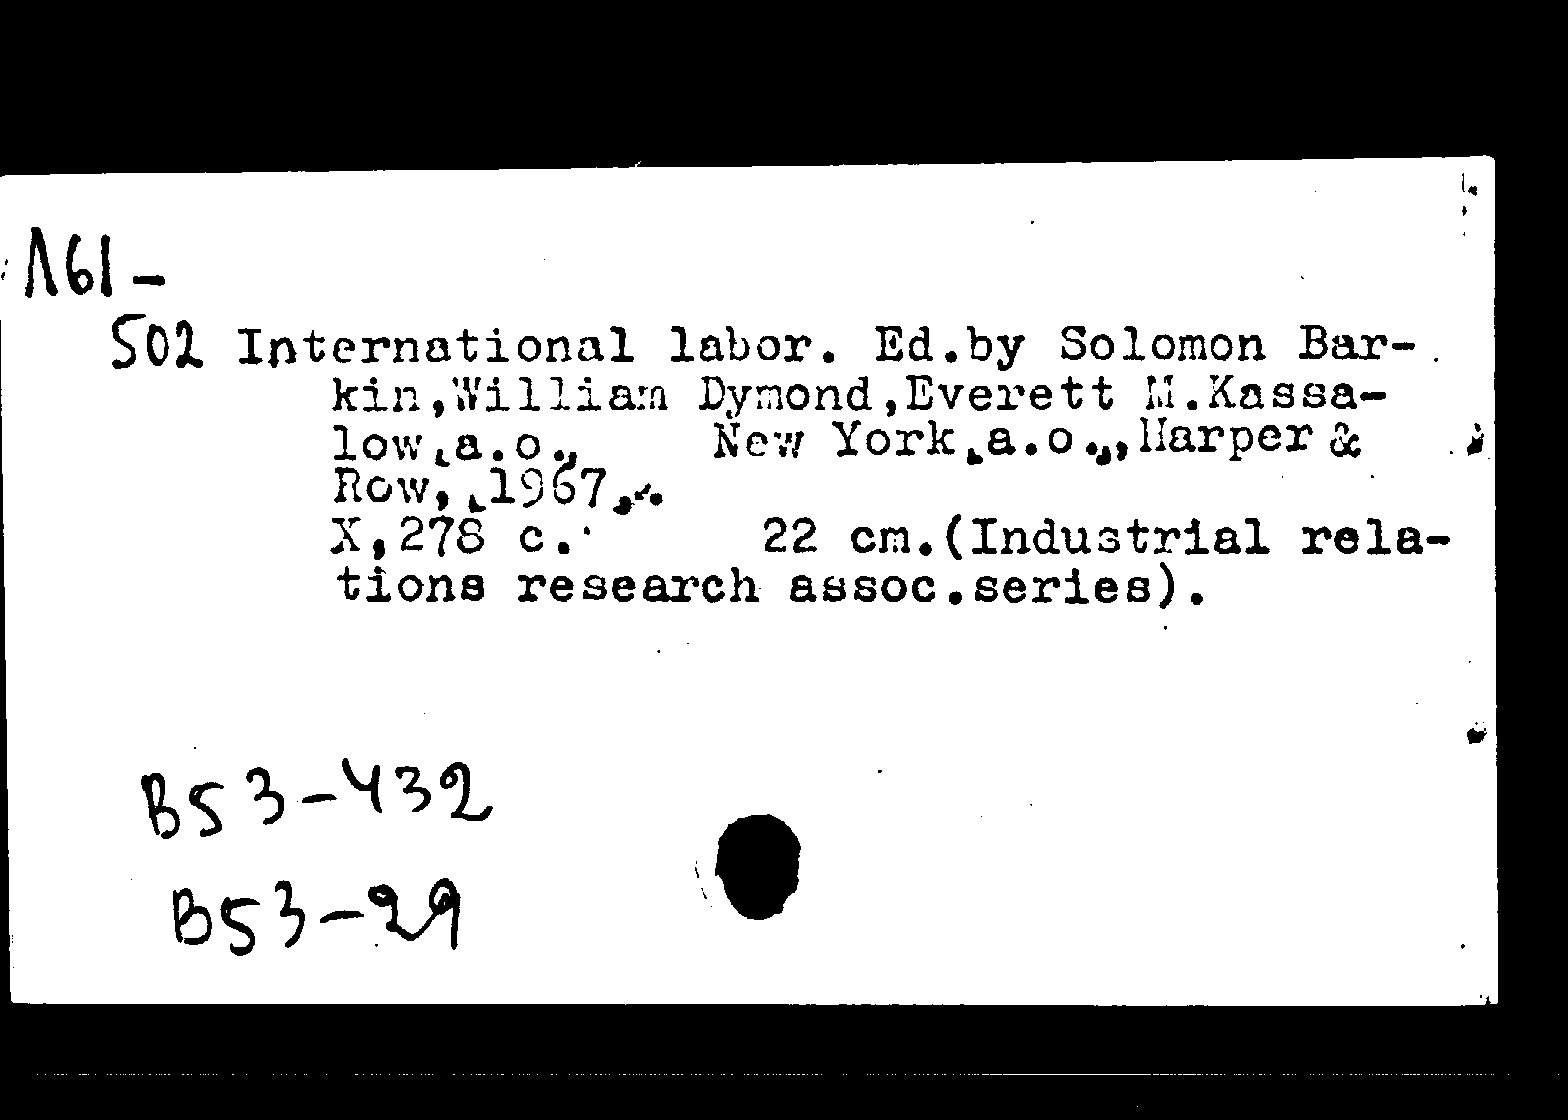 Л61-
502 International labor. Ed.by Solomon Bar-
kin,William Dymond,Everett M.Kassa-
low[a.o.] New York[a.o.],Harper &
Row,[1967].
X,278 c. 22 cm.(Industrial rela-
tions research assoc.series).
B53-432
B53-29